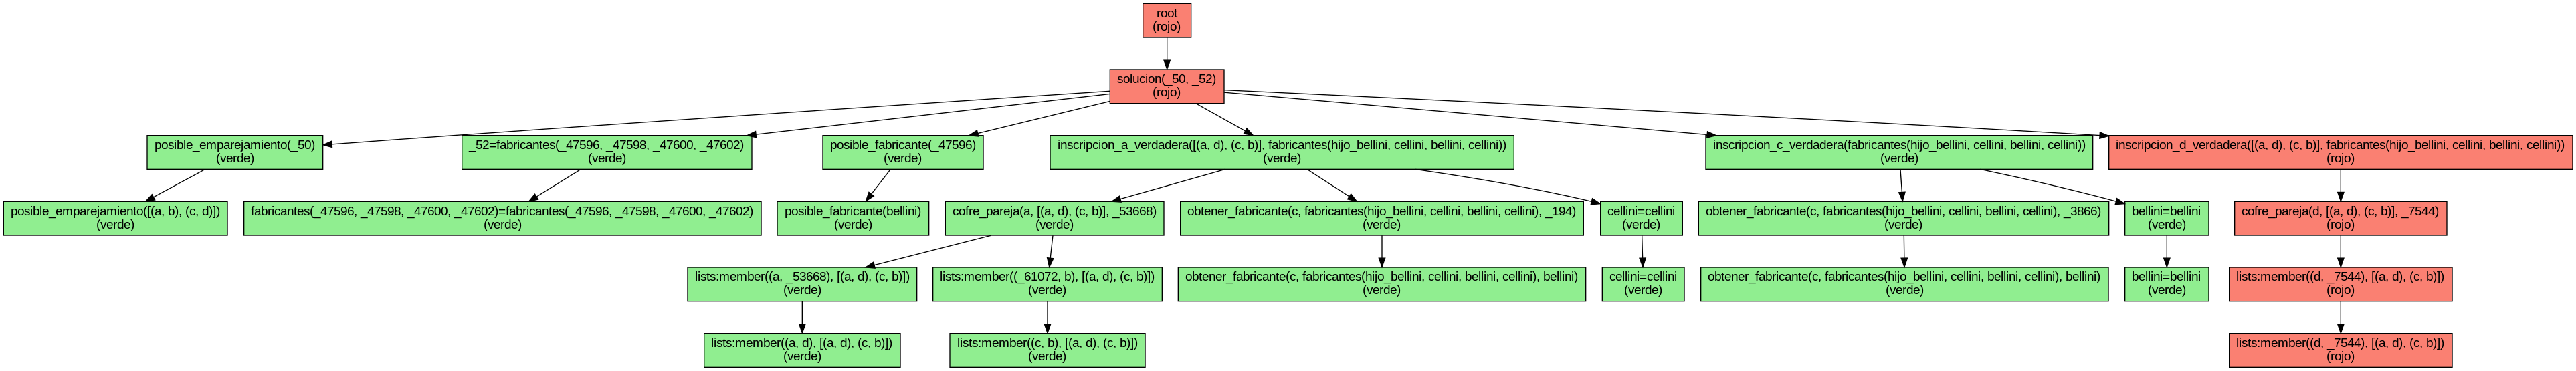 root
(rojo)
solucion(_50, _52)
(rojo)
posible_emparejamiento(_50)
(verde)
_52=fabricantes(_47596, _47598, _47600, _47602)
(verde)
posible_fabricante(_47596)
(verde)
inscripcion_a_verdadera([(a, d), (c, b)], fabricantes(hijo_bellini, cellini, bellini, cellini))
(verde)
inscripcion_c_verdadera(fabricantes(hijo_bellini, cellini, bellini, cellini))
(verde)
inscripcion_d_verdadera([(a, d), (c, b)], fabricantes(hijo_bellini, cellini, bellini, cellini))
(rojo)
posible_emparejamiento([(a, b), (c, d)])
(verde)
fabricantes(_47596, _47598, _47600, _47602)=fabricantes(_47596, _47598, _47600, _47602)
(verde)
posible_fabricante(bellini)
(verde)
cofre_pareja(a, [(a, d), (c, b)], _53668)
(verde)
obtener_fabricante(c, fabricantes(hijo_bellini, cellini, bellini, cellini), _194)
(verde)
cellini=cellini
(verde)
obtener_fabricante(c, fabricantes(hijo_bellini, cellini, bellini, cellini), _3866)
(verde)
bellini=bellini
(verde)
cofre_pareja(d, [(a, d), (c, b)], _7544)
(rojo)
lists:member((a, _53668), [(a, d), (c, b)])
(verde)
lists:member((_61072, b), [(a, d), (c, b)])
(verde)
obtener_fabricante(c, fabricantes(hijo_bellini, cellini, bellini, cellini), bellini)
(verde)
cellini=cellini
(verde)
obtener_fabricante(c, fabricantes(hijo_bellini, cellini, bellini, cellini), bellini)
(verde)
bellini=bellini
(verde)
lists:member((d, _7544), [(a, d), (c, b)])
(rojo)
lists:member((a, d), [(a, d), (c, b)])
(verde)
lists:member((c, b), [(a, d), (c, b)])
(verde)
lists:member((d, _7544), [(a, d), (c, b)])
(rojo)